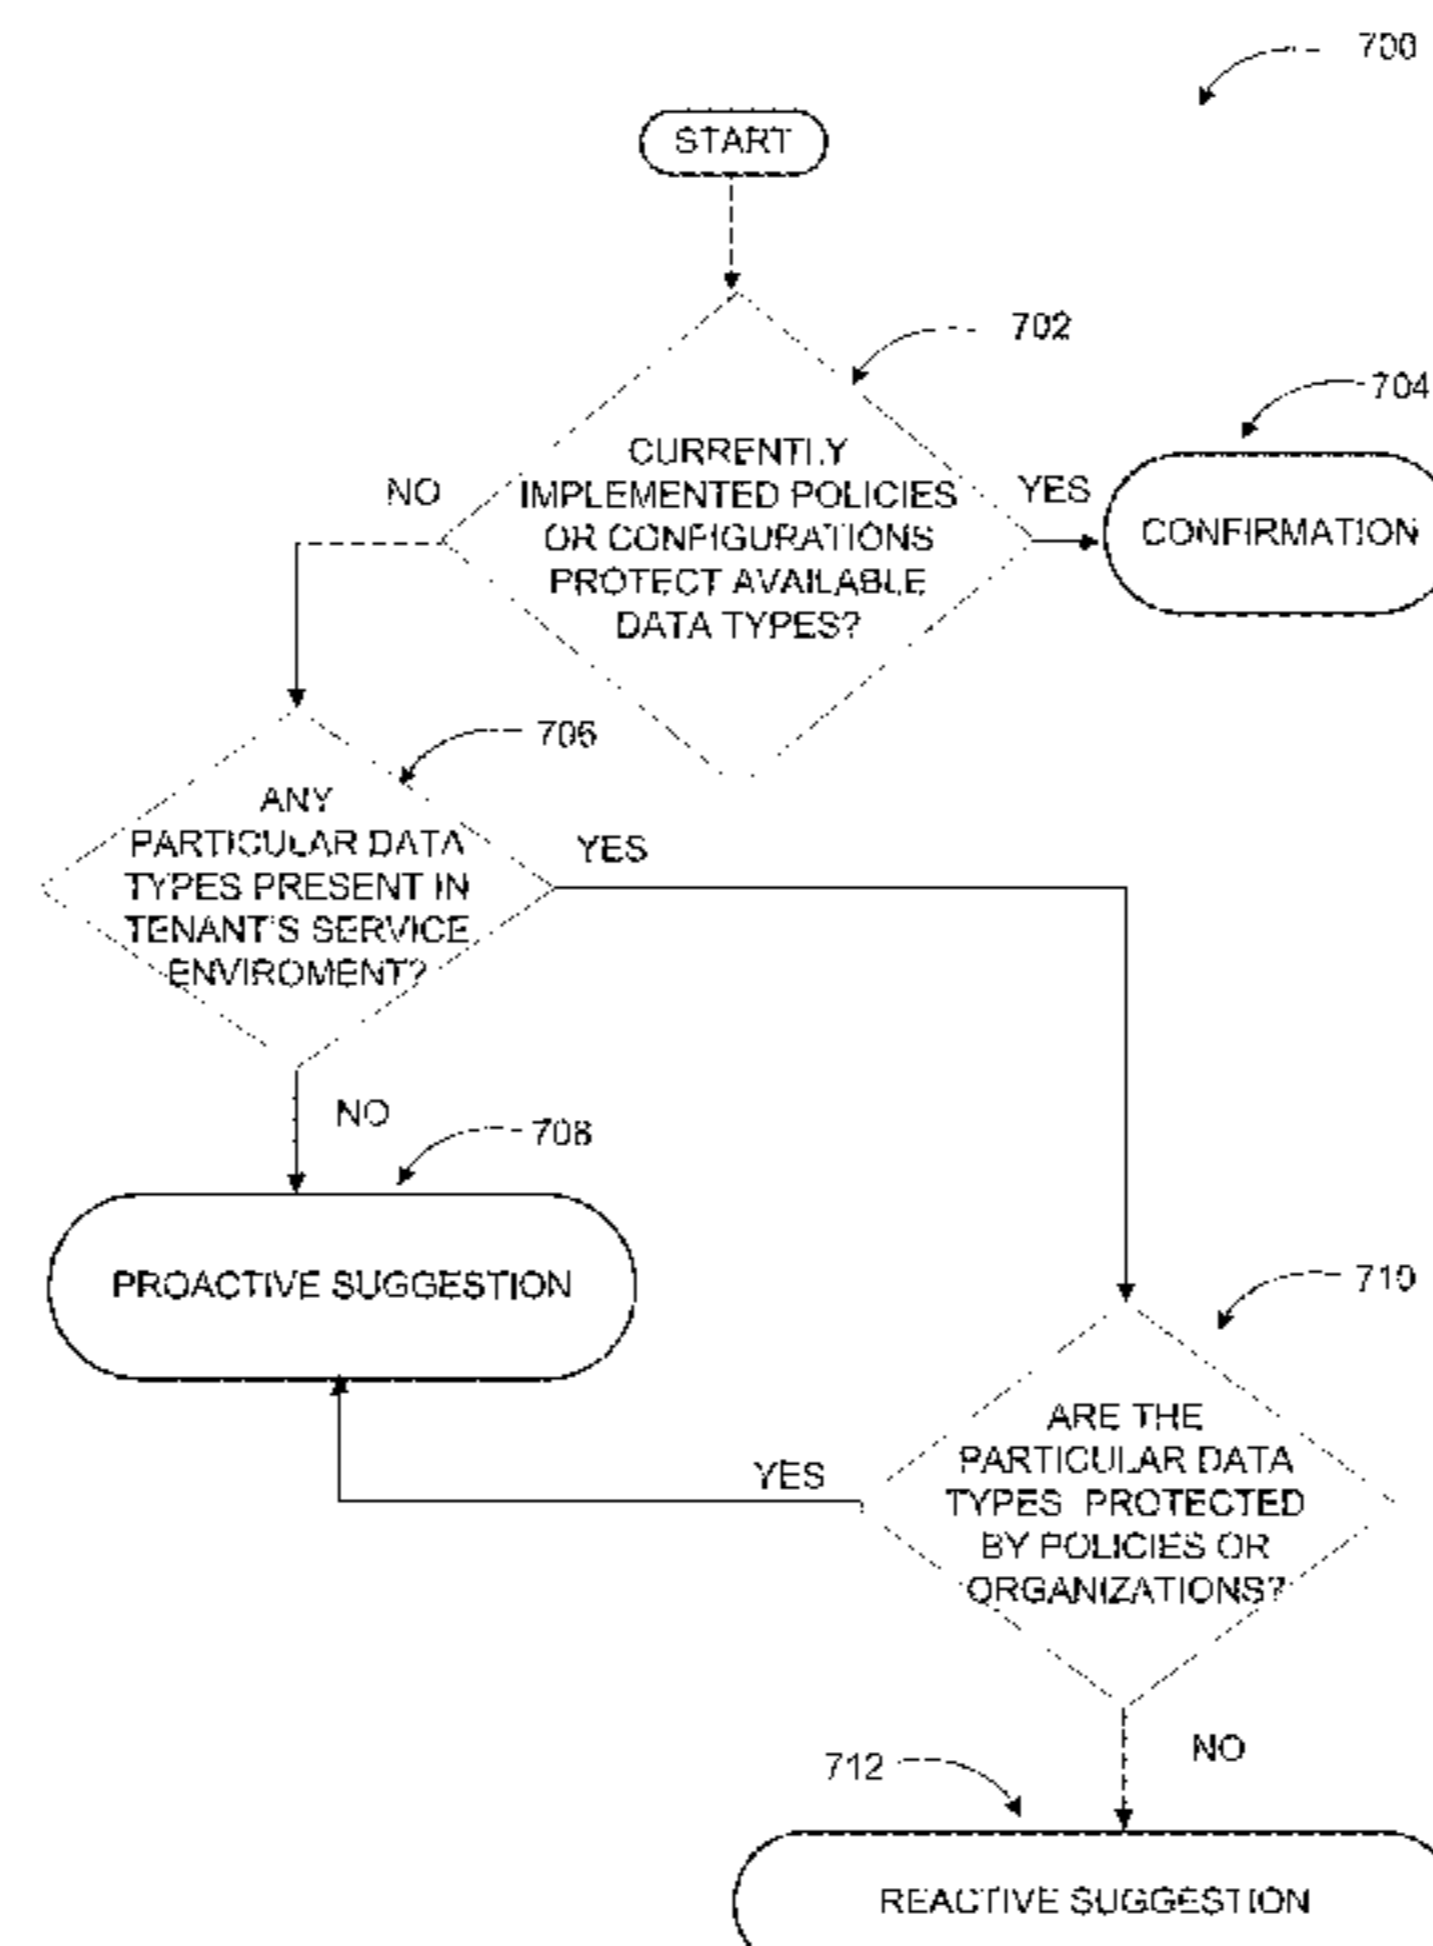 700
START
702
704
CURRENTLY
IMPLEMENTED POLICIES
OR CONFIGURATIONS
PROTECT AVAILABLE
DATA TYPES?
NO
YES
CONFIRMATION
706
ANY
PARTICULAR DATA
TYPES PRESENT IN
TENANT'S SERVICE
ENVIROMENT?
YES
NO
708
PROACTIVE SUGGESTION
710
ARE THE
PARTICULAR DATA
TYPES PROTECTED
BY POLICIES OR
ORGANIZATIONS?
YES
NO
712
REACTIVE SUGGESTION